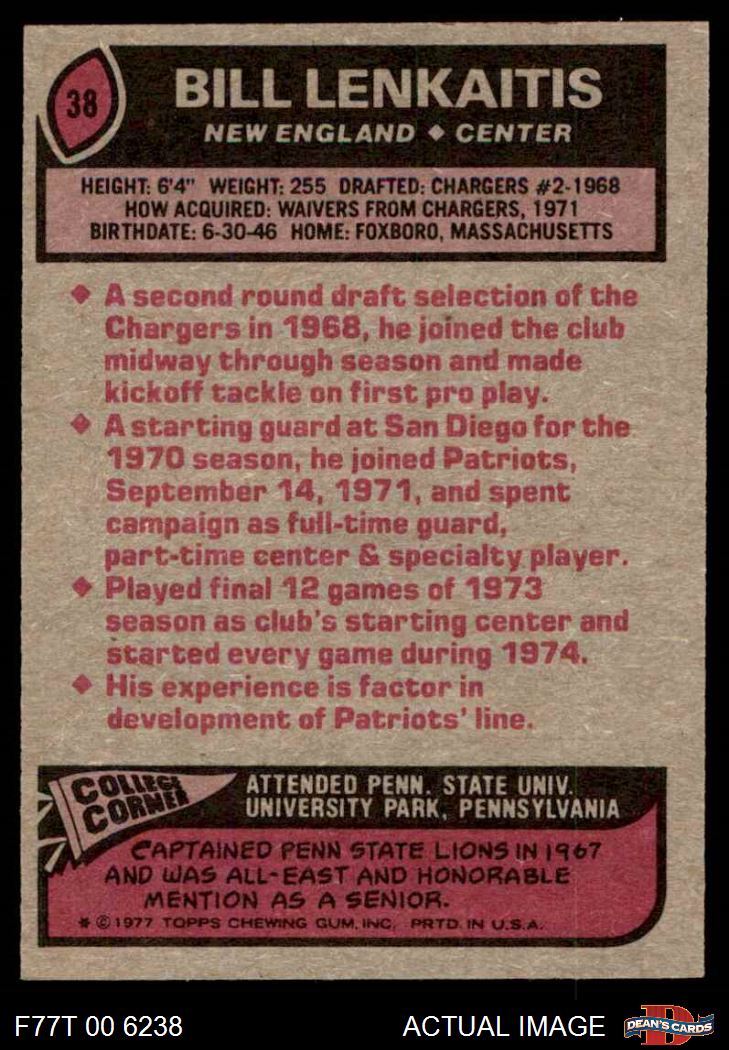 38
BILL LENKAITIS
NEW ENGLAND ◆ CENTER
HEIGHT: 6'4" WEIGHT: 255 DRAFTED: CHARGERS #2-1968
HOW ACQUIRED: WAIVERS FROM CHARGERS, 1971
BIRTHDATE: 6-30-46 HOME: FOXBORO, MASSACHUSETTS
◆ A second round draft selection of the
Chargers in 1968, he joined the club
midway through season and made
kickoff tackle on first pro play.
◆ A starting guard at San Diego for the
1970 season, he joined Patriots,
September 14, 1971, and spent
campaign as full-time guard,
part-time center & specialty player.
◆ Played final 12 games of 1973
season as club's starting center and
started every game during 1974.
◆ His experience is factor in
development of Patriots' line.
COLLEGE
CORNER
ATTENDED PENN. STATE UNIV.
UNIVERSITY PARK, PENNSYLVANIA
CAPTAINED PENN STATE LIONS IN 1967
AND WAS ALL-EAST AND HONORABLE
MENTION AS A SENIOR.
* © 1977 TOPPS CHEWING GUM, INC. PRTD. IN U.S.A.
F77T 00 6238
ACTUAL IMAGE
D
DEAN'S CARDS